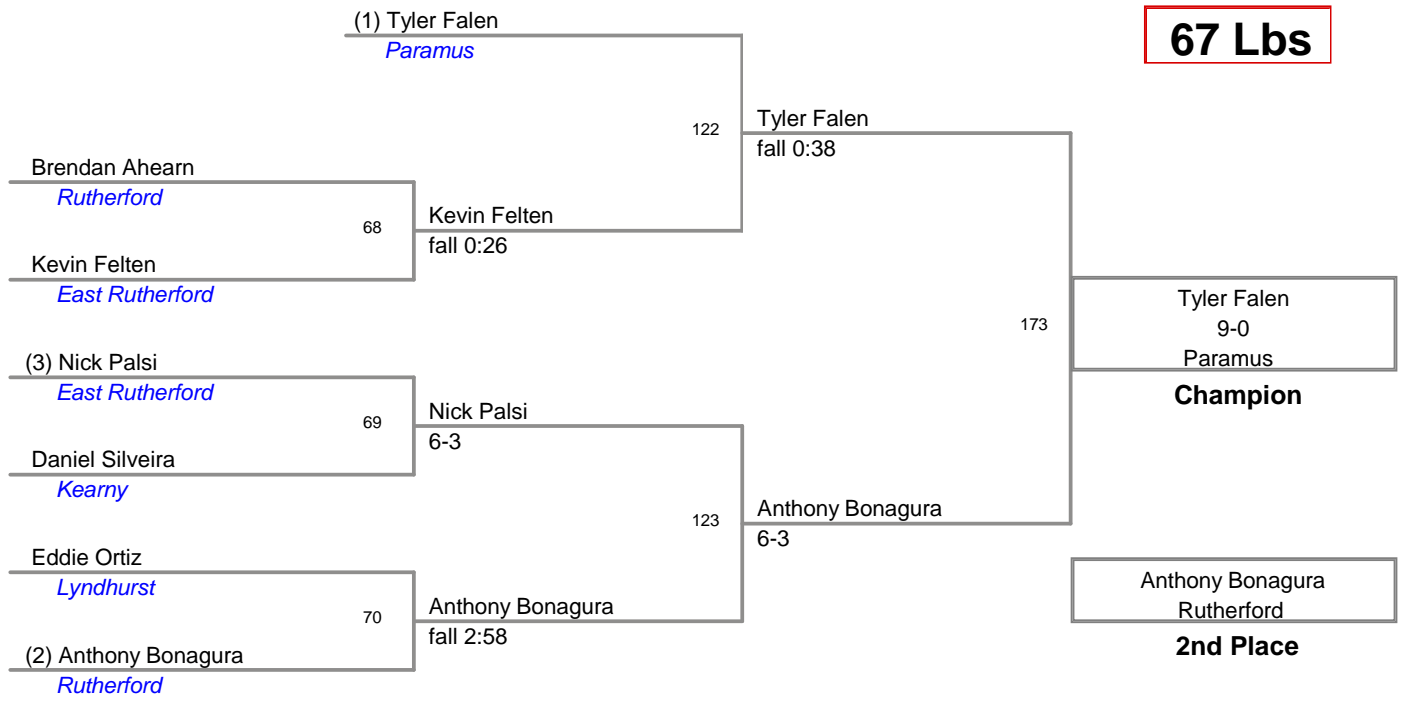 (1) Tyler Falen
Paramus
67 Lbs
122
Tyler Falen
fall 0:38
Brendan Ahearn
Rutherford
68
Kevin Felten
fall 0:26
Kevin Felten
East Rutherford
173
Tyler Falen
9-0
Paramus
Champion
(3) Nick Palsi
East Rutherford
69
Nick Palsi
6-3
Daniel Silveira
Kearny
123
Anthony Bonagura
6-3
Eddie Ortiz
Lyndhurst
70
Anthony Bonagura
fall 2:58
(2) Anthony Bonagura
Rutherford
Anthony Bonagura
Rutherford
2nd Place